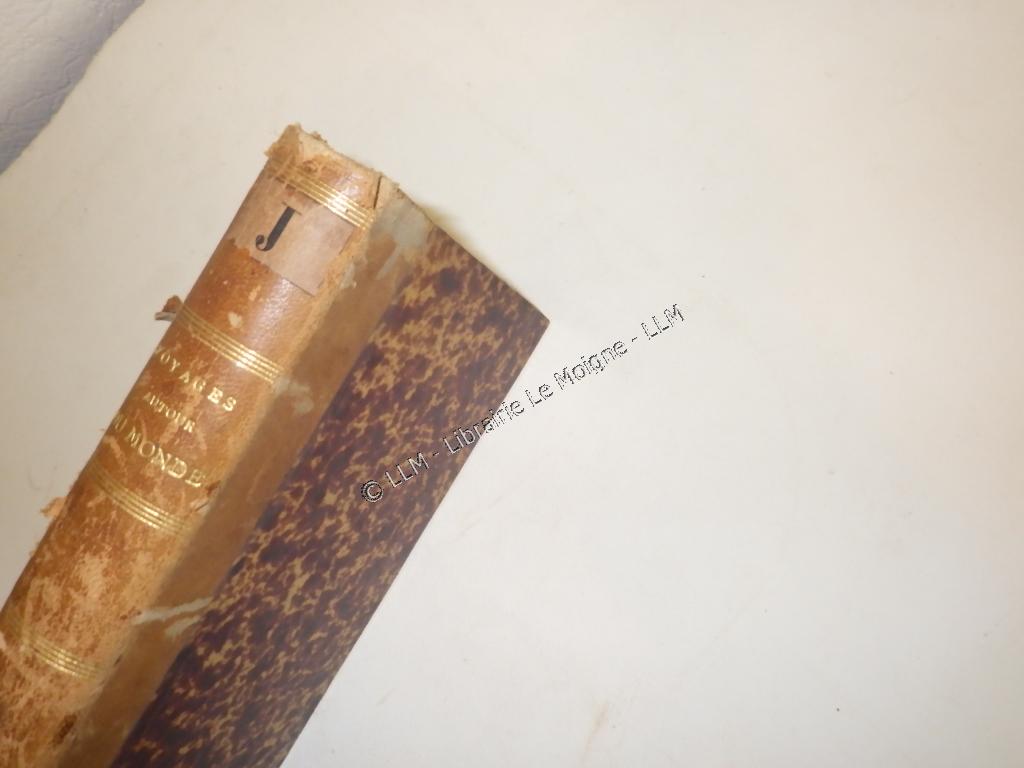 J
VOYAGES
AUTOUR
DU MONDE
© LLM - Librairie Le Moigne - LLM